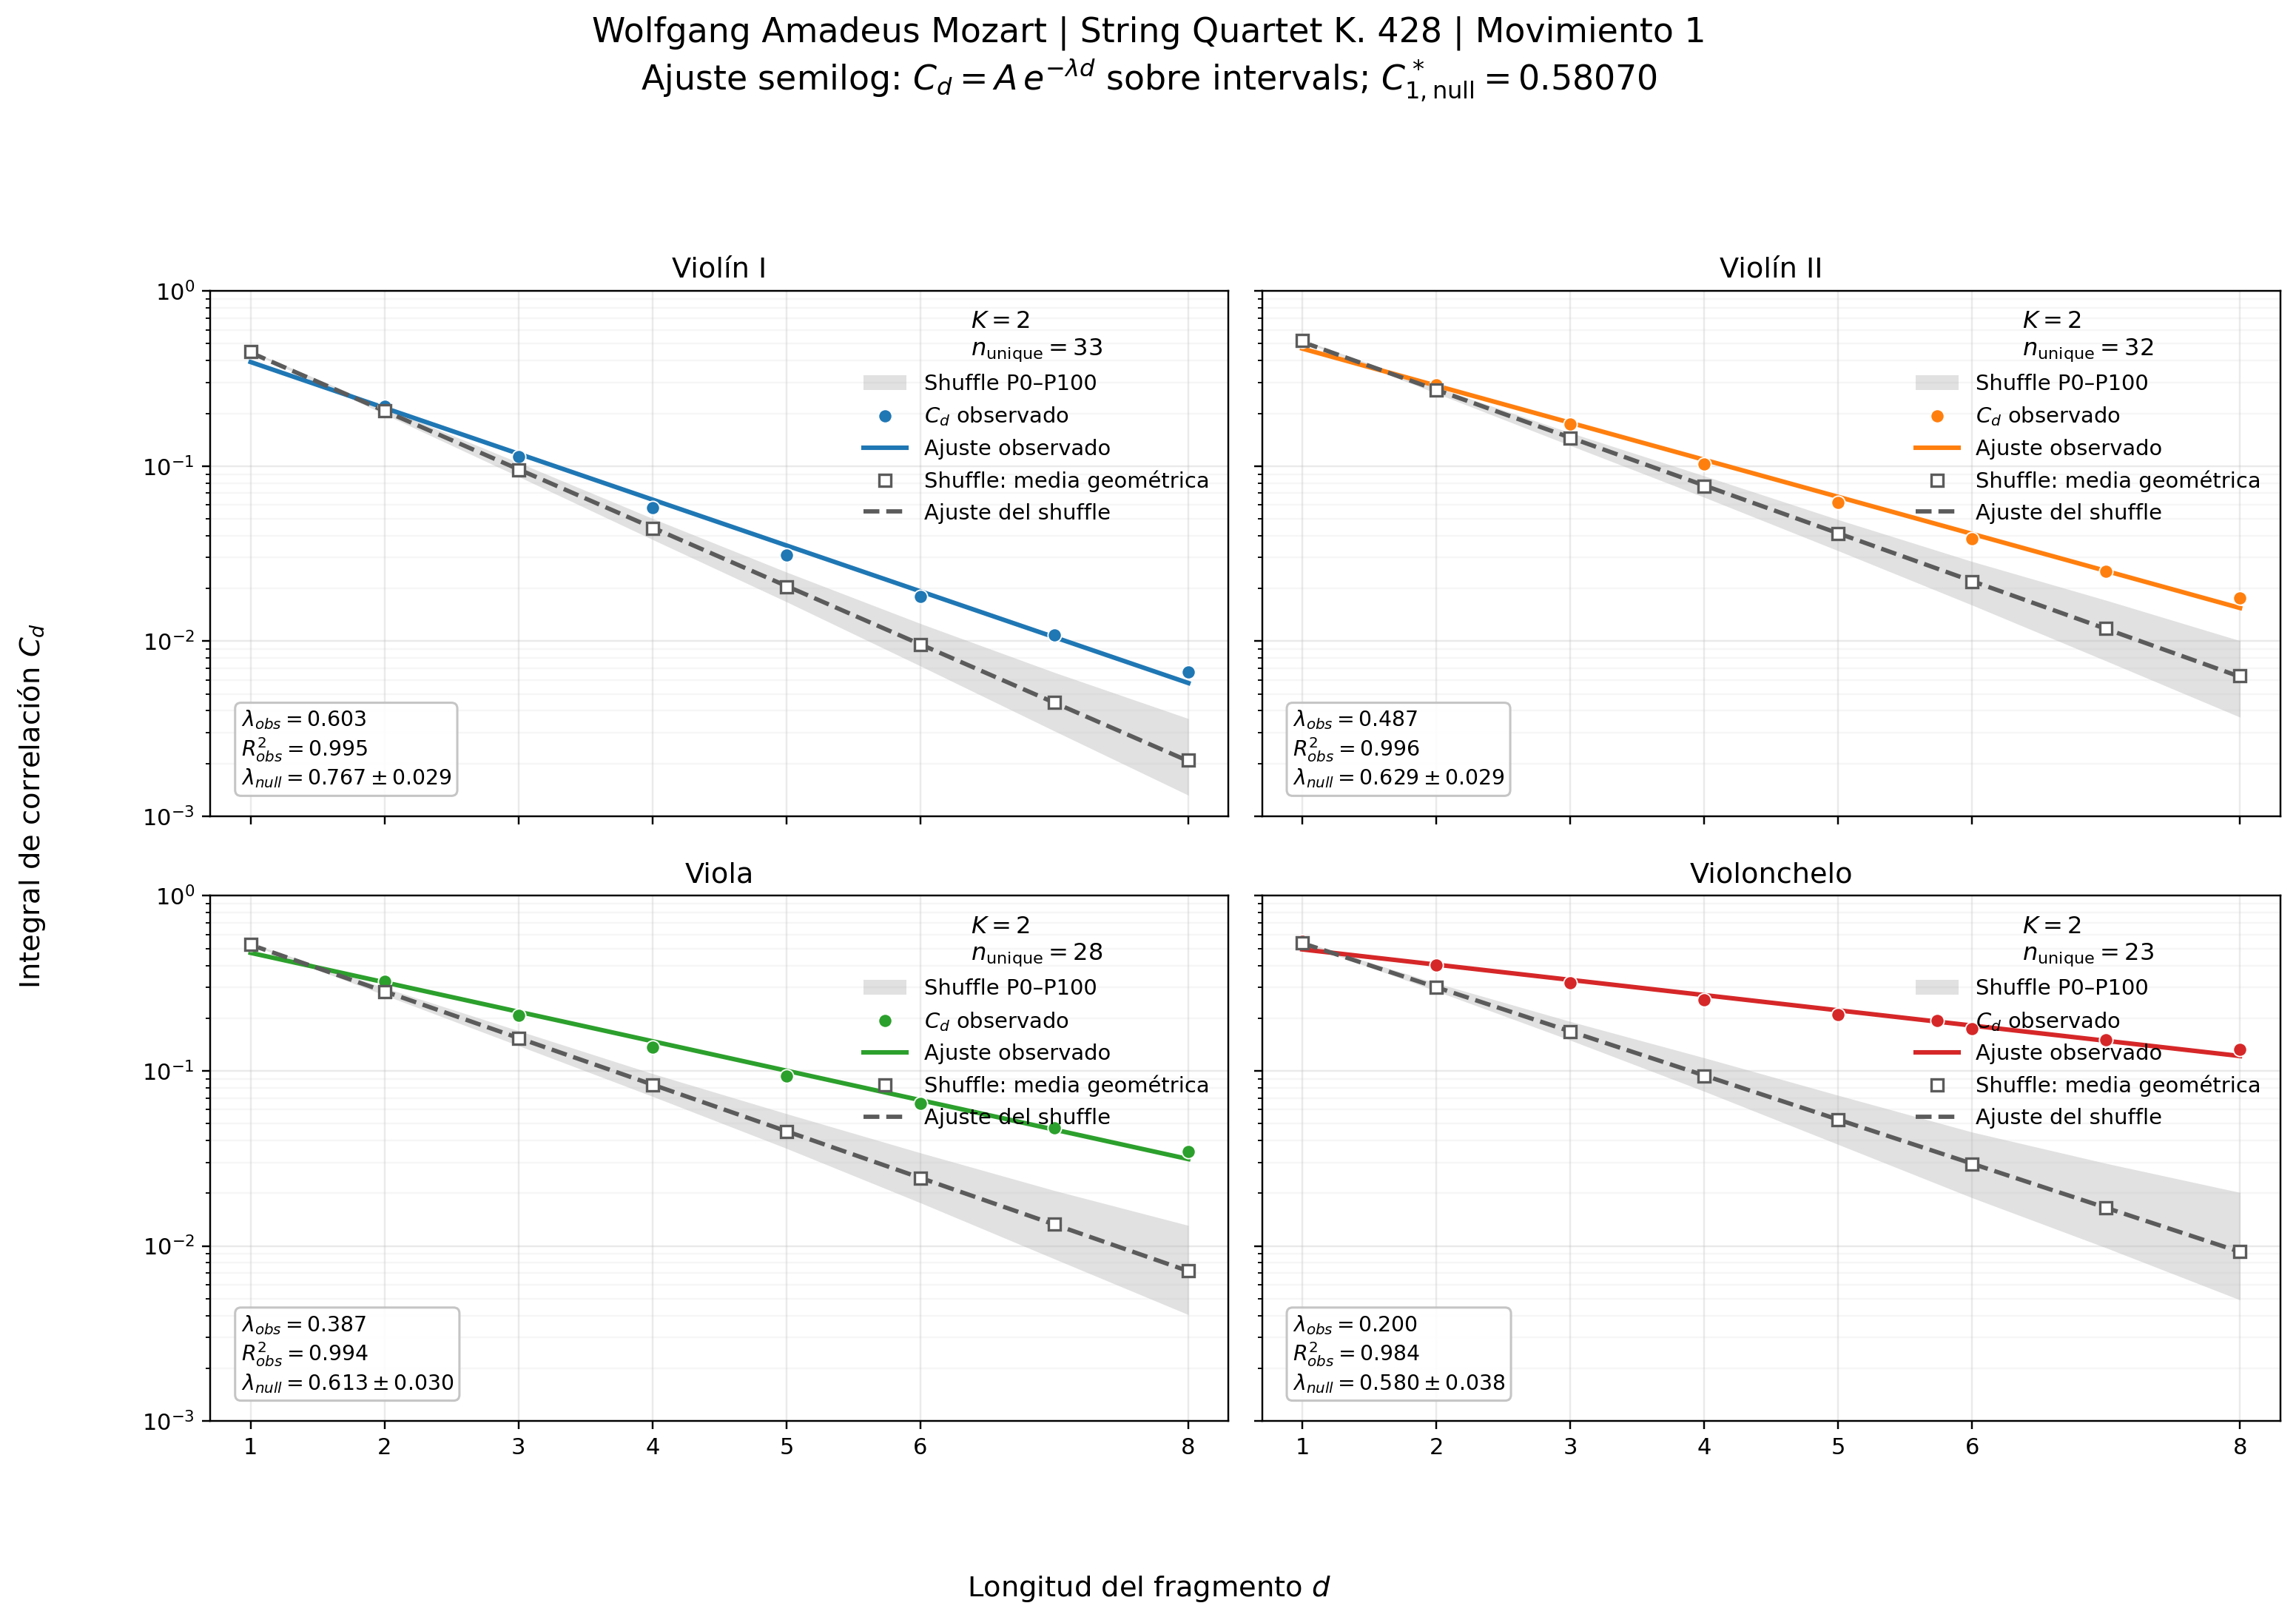 Wolfgang Amadeus Mozart | String Quartet K. 428 | Movimiento 1
Ajuste semilog: $C_d = A\,e^{-\lambda d}$ sobre intervals; $C^*_{1,\mathrm{null}} = 0.58070$
Integral de correlación $C_d$
Violín I
$10^0$
$10^{-1}$
$10^{-2}$
$10^{-3}$
$K = 2$
$n_{\mathrm{unique}} = 33$
Shuffle P0–P100
$C_d$ observado
Ajuste observado
Shuffle: media geométrica
Ajuste del shuffle
$\lambda_{obs} = 0.603$
$R^2_{obs} = 0.995$
$\lambda_{null} = 0.767 \pm 0.029$
Violín II
$K = 2$
$n_{\mathrm{unique}} = 32$
Shuffle P0–P100
$C_d$ observado
Ajuste observado
Shuffle: media geométrica
Ajuste del shuffle
$\lambda_{obs} = 0.487$
$R^2_{obs} = 0.996$
$\lambda_{null} = 0.629 \pm 0.029$
Viola
$10^0$
$10^{-1}$
$10^{-2}$
$10^{-3}$
$K = 2$
$n_{\mathrm{unique}} = 28$
Shuffle P0–P100
$C_d$ observado
Ajuste observado
Shuffle: media geométrica
Ajuste del shuffle
$\lambda_{obs} = 0.387$
$R^2_{obs} = 0.994$
$\lambda_{null} = 0.613 \pm 0.030$
1 2 3 4 5 6 8
Violonchelo
$K = 2$
$n_{\mathrm{unique}} = 23$
Shuffle P0–P100
$C_d$ observado
Ajuste observado
Shuffle: media geométrica
Ajuste del shuffle
$\lambda_{obs} = 0.200$
$R^2_{obs} = 0.984$
$\lambda_{null} = 0.580 \pm 0.038$
1 2 3 4 5 6 8
Longitud del fragmento $d$